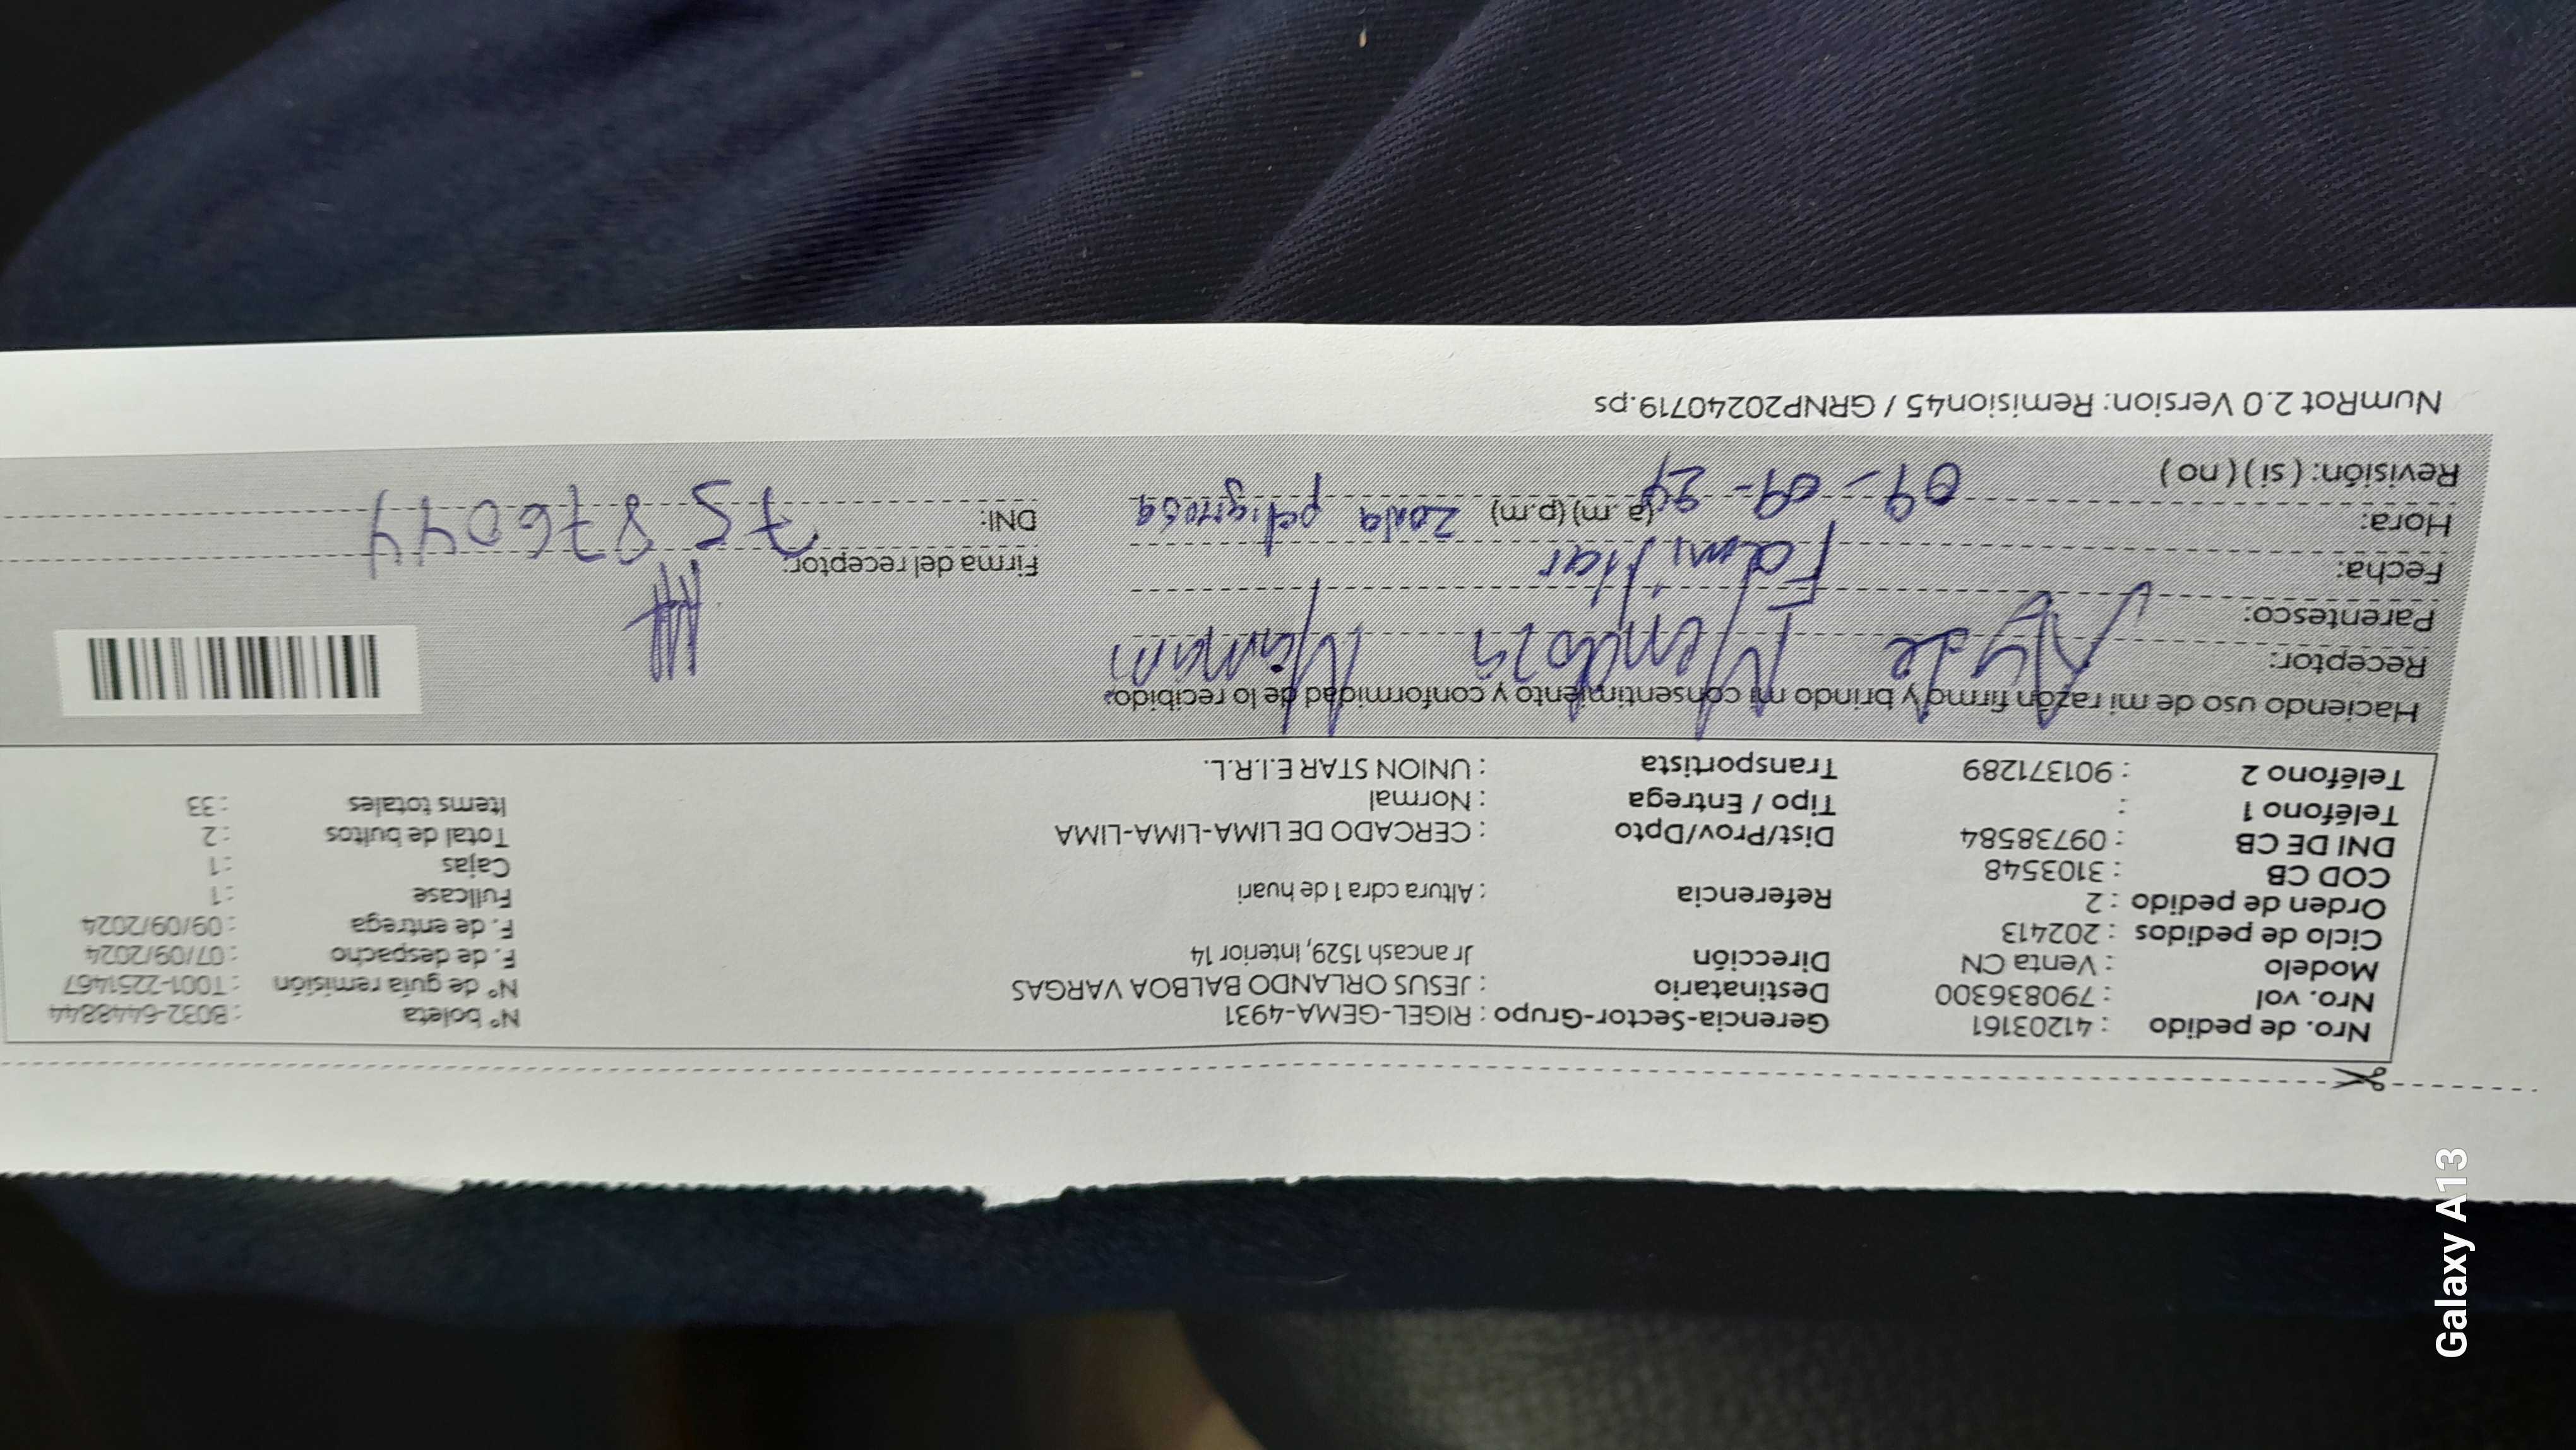 Nro. de pedido : 41203161 Gerencia-Sector-Grupo : RIGEL-GEMA-4931 N° boleta : B032-6448844
Nro. vol : 790836300 Destinatario : JESUS ORLANDO BALBOA VARGAS N° de guía remisión : T001-2251467
Modelo : Venta CN Dirección Jr ancash 1529, Interior 14 F. de despacho : 07/09/2024
Ciclo de pedidos : 202413 F. de entrega : 09/09/2024
Orden de pedido : 2 Referencia : Altura cdra 1 de huari Fullcase : 1
COD CB : 3103548 Cajas : 1
DNI DE CB : 09738584 Dist/Prov/Dpto : CERCADO DE LIMA-LIMA-LIMA Total de bultos : 2
Teléfono 1 : Tipo / Entrega : Normal Items totales : 33
Teléfono 2 : 901371289 Transportista : UNION STAR E.I.R.L.
Haciendo uso de mi razón firmo y brindo mi consentimiento y conformidad de lo recibido.
Receptor: Mendoza Mamani
Parentesco: Familiar
Fecha: 09-09-24 Firma del receptor:
Hora: (a.m) (p.m) zona peligrosa DNI: 75876044
Revisión: ( si ) ( no )
NumRot 2.0 Version: Remision45 / GRNP20240719.ps
Galaxy A13